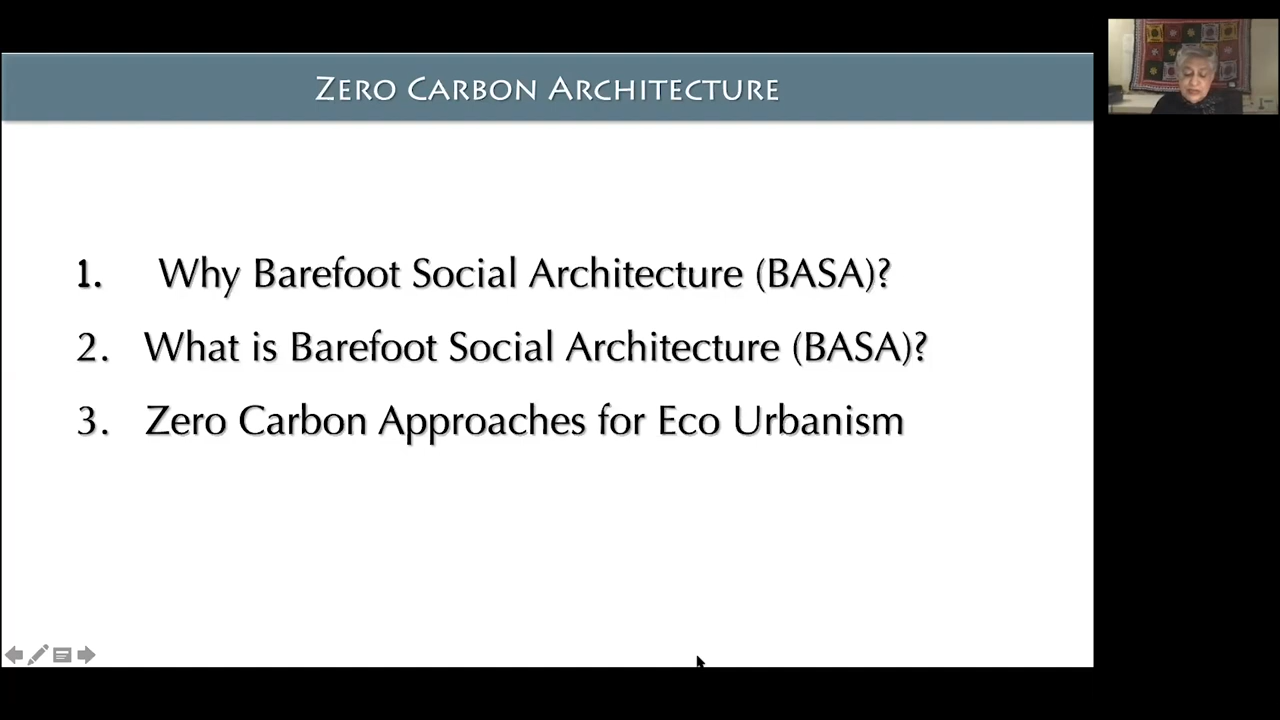 ZERO CARBON ARCHITECTURE
1. Why Barefoot Social Architecture (BASA)?
2. What is Barefoot Social Architecture (BASA)?
3. Zero Carbon Approaches for Eco Urbanism